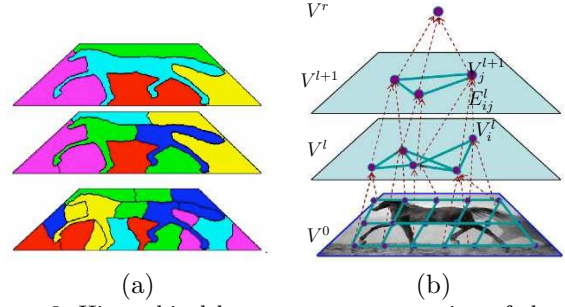 V^r
V^{l+1}
V_j^{l+1}
E_{ij}^l
V^l
V_i^l
V^0
(a) (b)